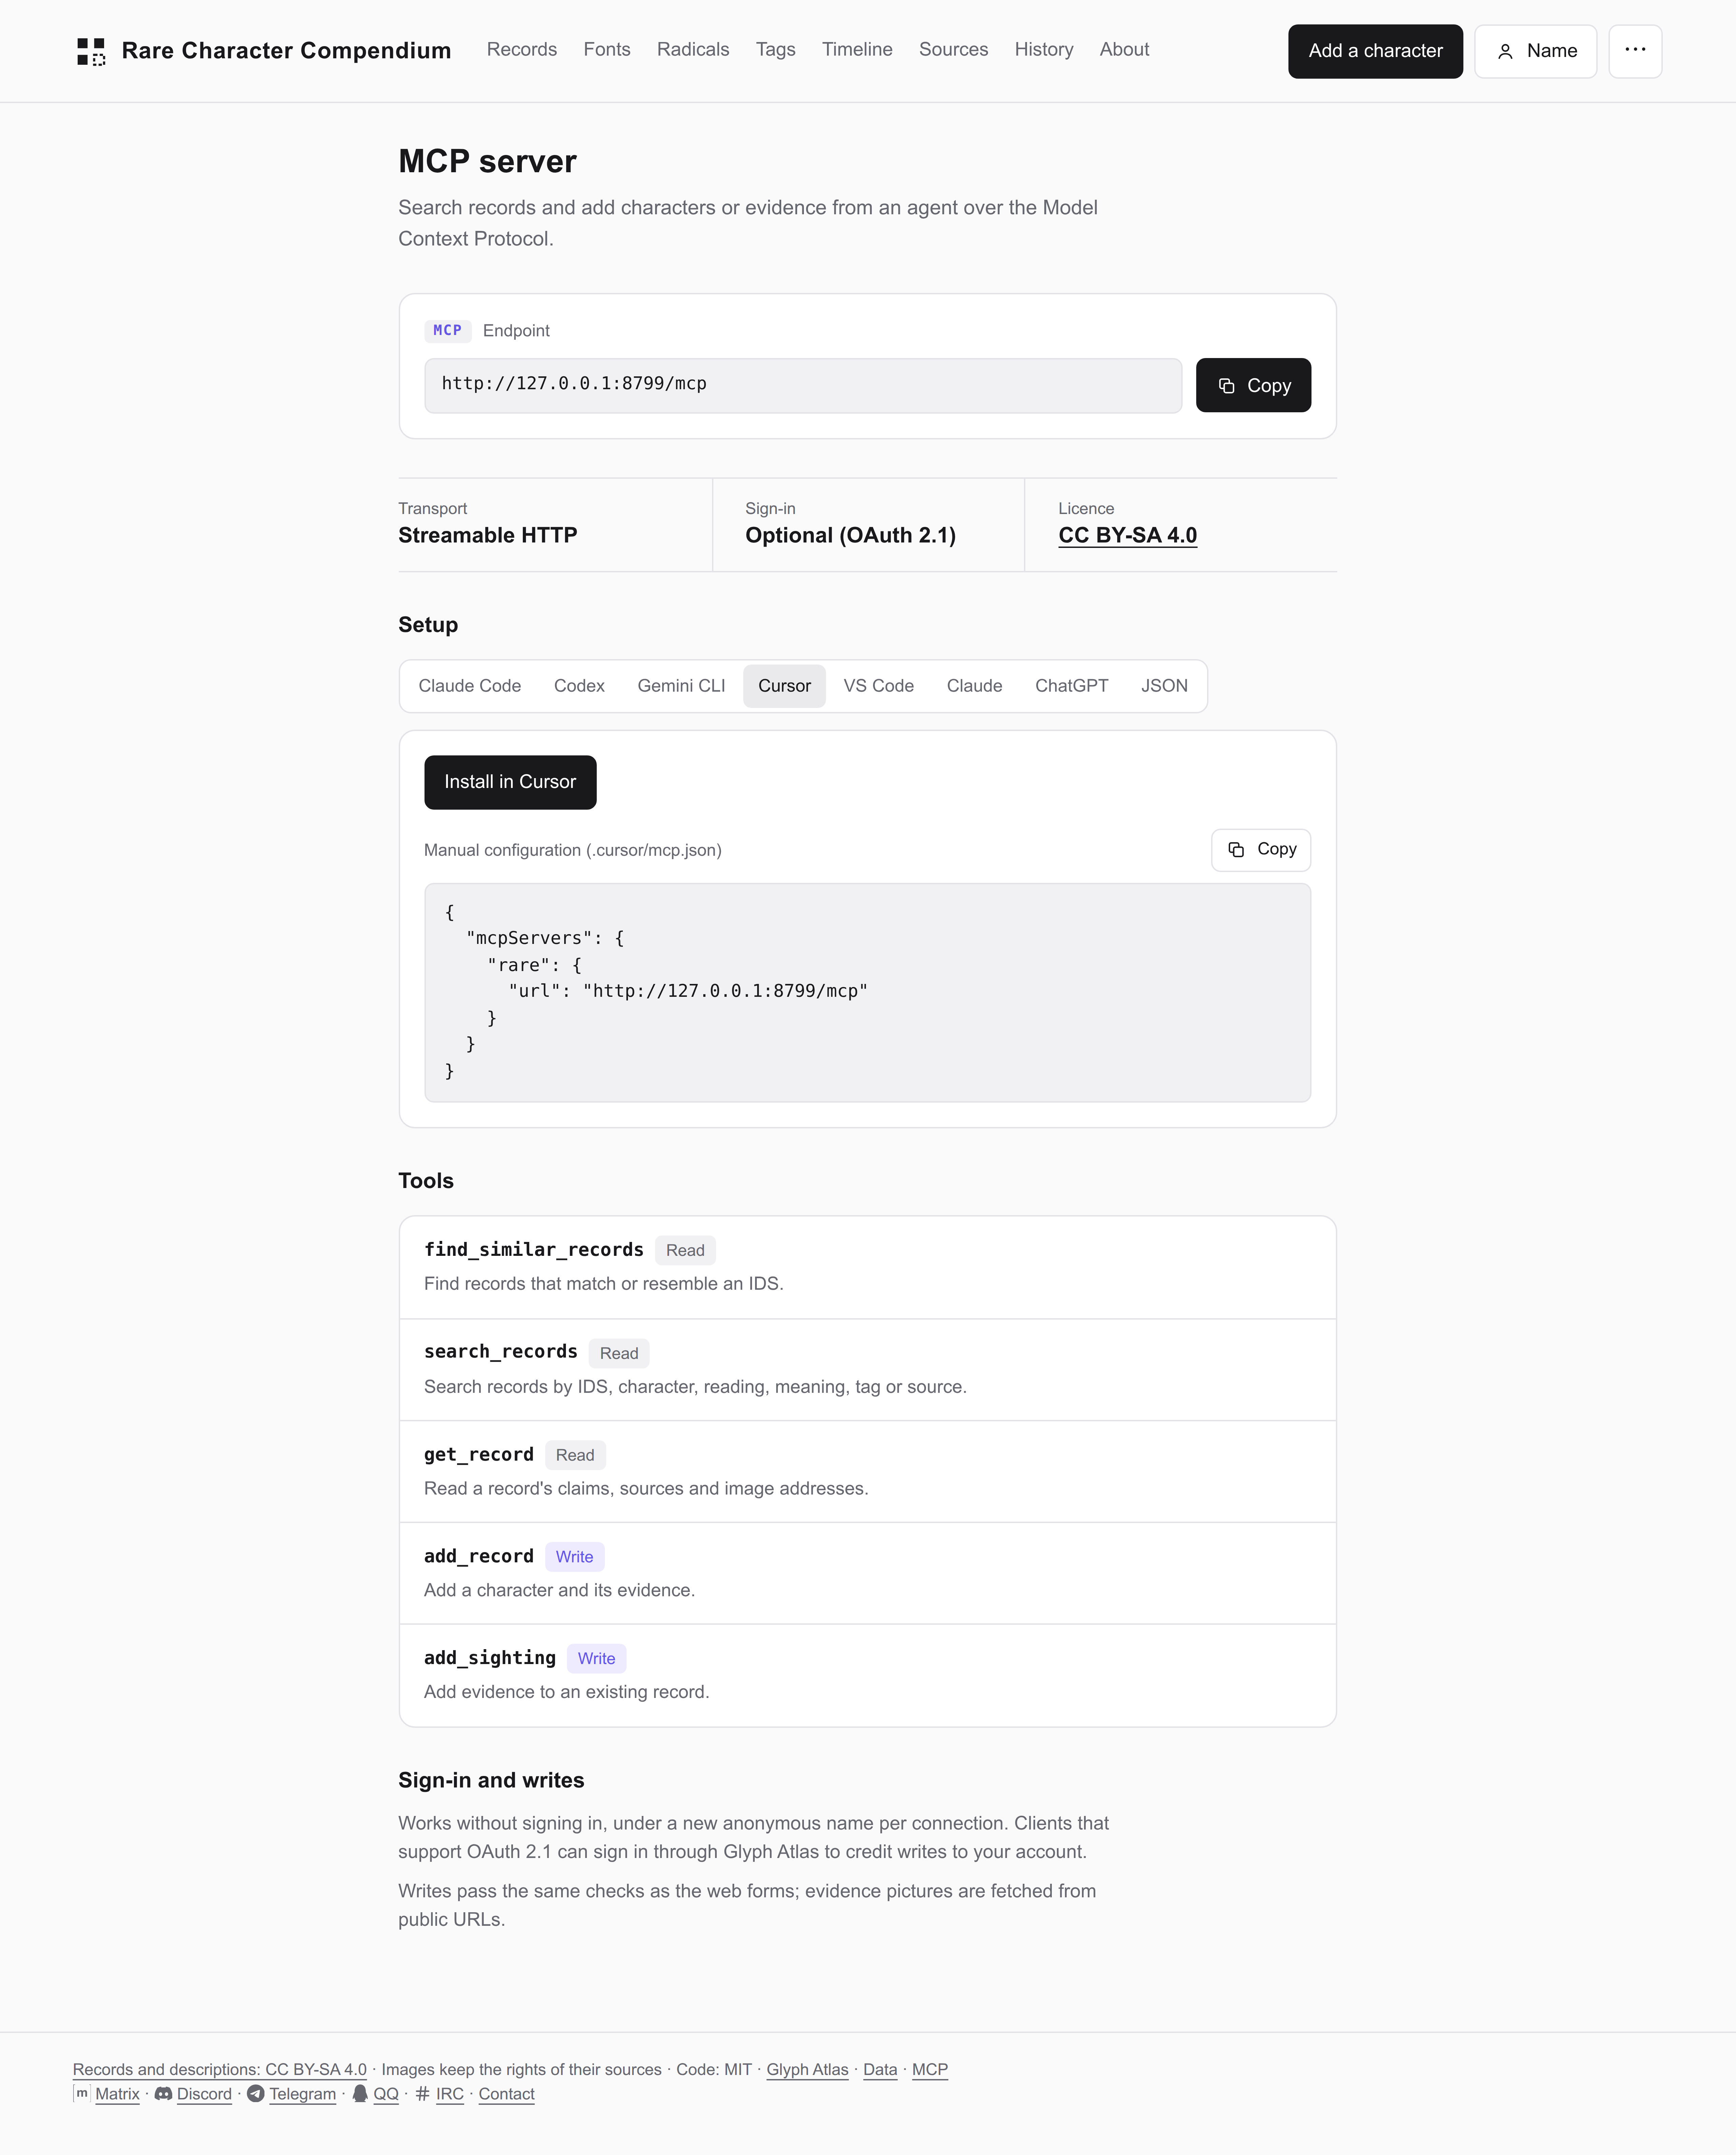 Rare Character Compendium Records Fonts Radicals Tags Timeline Sources History About Add a character Name ...
MCP server
Search records and add characters or evidence from an agent over the Model
Context Protocol.
MCP Endpoint
http://127.0.0.1:8799/mcp Copy
Transport Sign-in Licence
Streamable HTTP Optional (OAuth 2.1) CC BY-SA 4.0
Setup
Claude Code Codex Gemini CLI Cursor VS Code Claude ChatGPT JSON
Install in Cursor
Manual configuration (.cursor/mcp.json) Copy
{
  "mcpServers": {
    "rare": {
      "url": "http://127.0.0.1:8799/mcp"
    }
  }
}
Tools
find_similar_records Read
Find records that match or resemble an IDS.
search_records Read
Search records by IDS, character, reading, meaning, tag or source.
get_record Read
Read a record's claims, sources and image addresses.
add_record Write
Add a character and its evidence.
add_sighting Write
Add evidence to an existing record.
Sign-in and writes
Works without signing in, under a new anonymous name per connection. Clients that
support OAuth 2.1 can sign in through Glyph Atlas to credit writes to your account.
Writes pass the same checks as the web forms; evidence pictures are fetched from
public URLs.
Records and descriptions: CC BY-SA 4.0 · Images keep the rights of their sources · Code: MIT · Glyph Atlas · Data · MCP
[m] Matrix · Discord · Telegram · QQ · # IRC · Contact